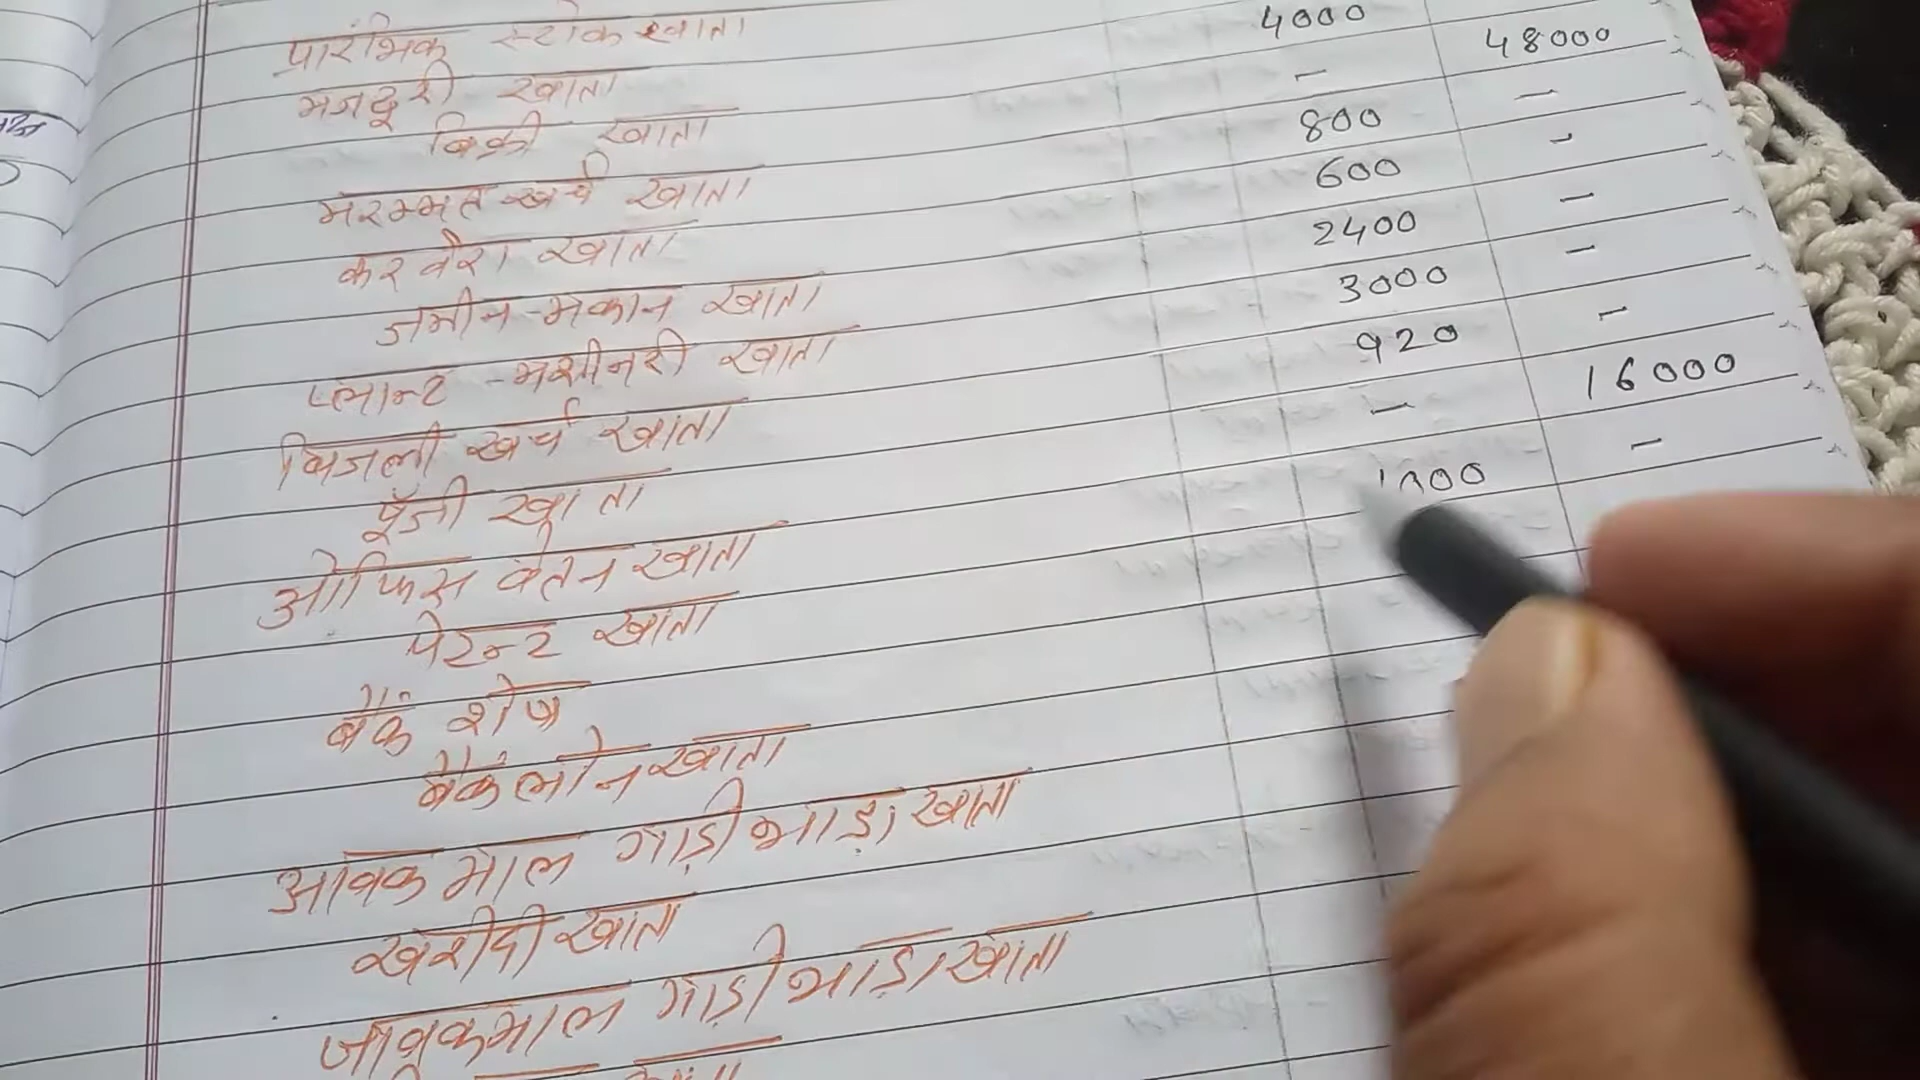 प्रारंभिक स्टोक खाता
मजदूरी खाता 4000
बिक्री खाता — 48000
मरम्मत खर्च खाता 800 —
करवेरा खाता 600 -
जमीन-मकान खाता 2400 —
प्लान्ट-मशीनरी खाता 3000 —
बिजली खर्च खाता 920 —
पूँजी खाता — 16000
ओफिस वेतन खाता —
पेटन्ट खाता
बैंक शेष
बैंक लोन खाता
आवक माल गाड़ी भाड़ा खाता
खरीदी खाता
जावक माल गाड़ी भाड़ा खाता